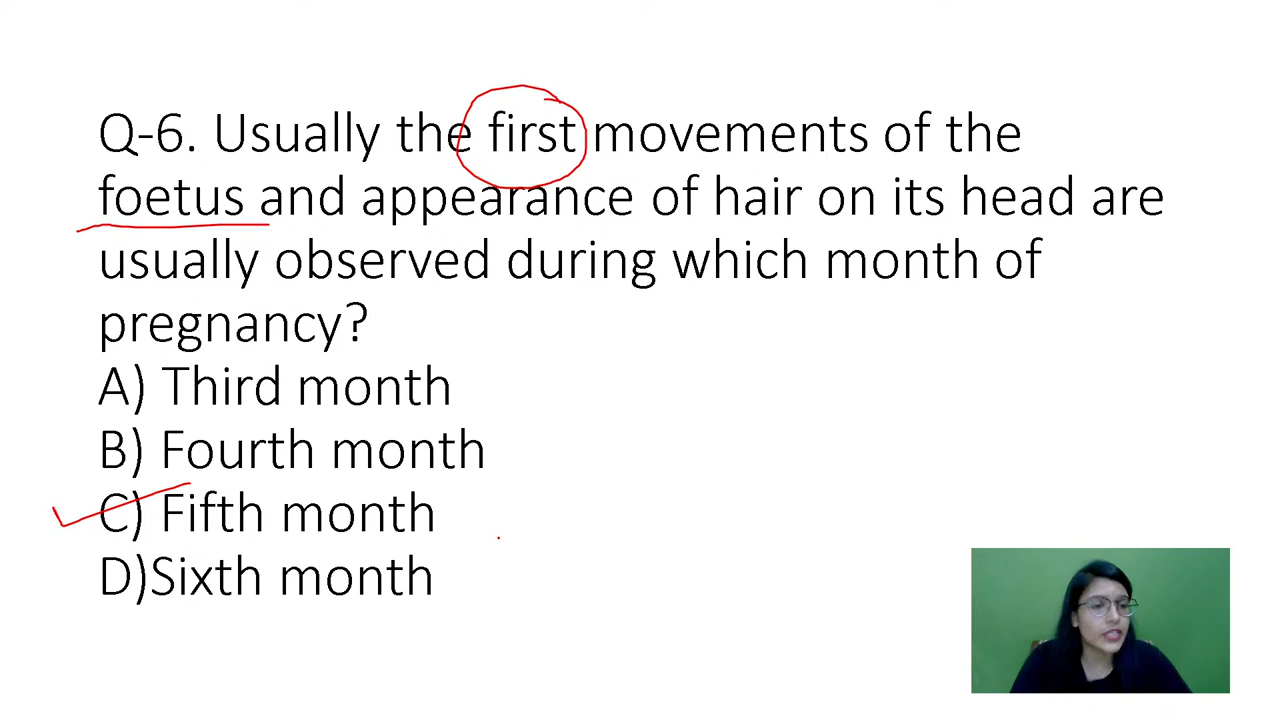 Q-6. Usually the first movements of the
foetus and appearance of hair on its head are
usually observed during which month of
pregnancy?
A) Third month
B) Fourth month
C) Fifth month
D)Sixth month